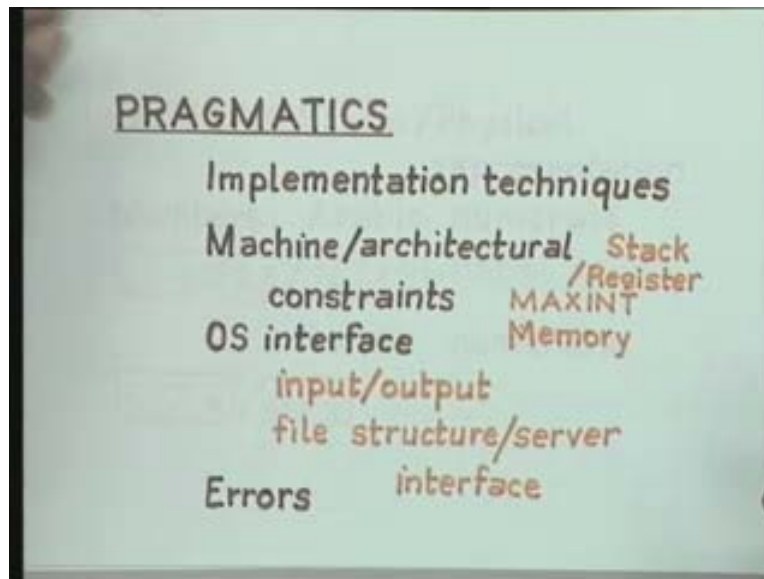 PRAGMATICS
Implementation techniques
Machine/architectural Stack
/Register
constraints MAXINT
OS interface Memory
input/output
file structure/server
interface
Errors